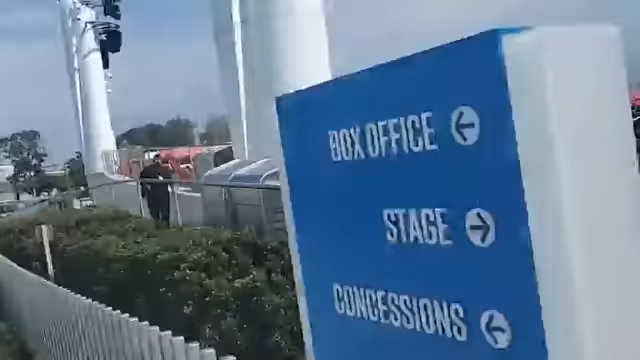 BOX OFFICE ←
STAGE →
CONCESSIONS ←